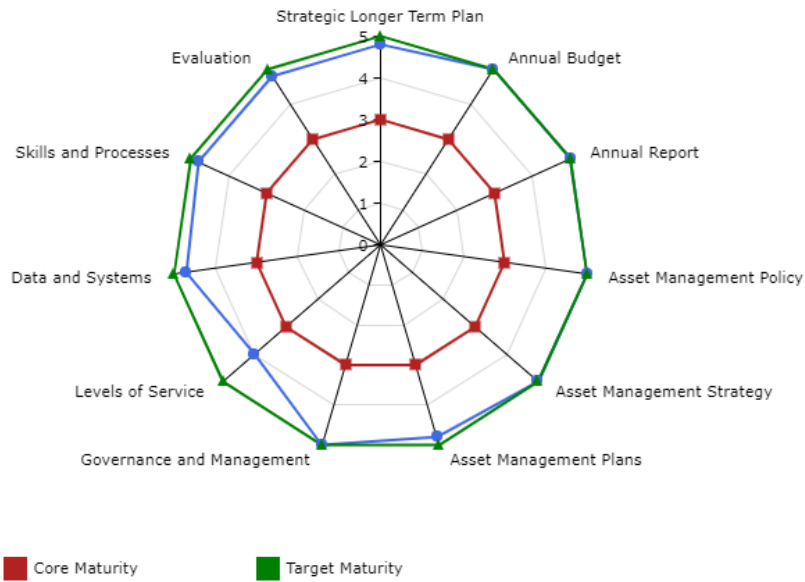 Strategic Longer Term Plan
5
Evaluation
Annual Budget
4
3
Skills and Processes
Annual Report
2
1
0
Data and Systems
Asset Management Policy
Levels of Service
Asset Management Strategy
Governance and Management
Asset Management Plans
Core Maturity
Target Maturity